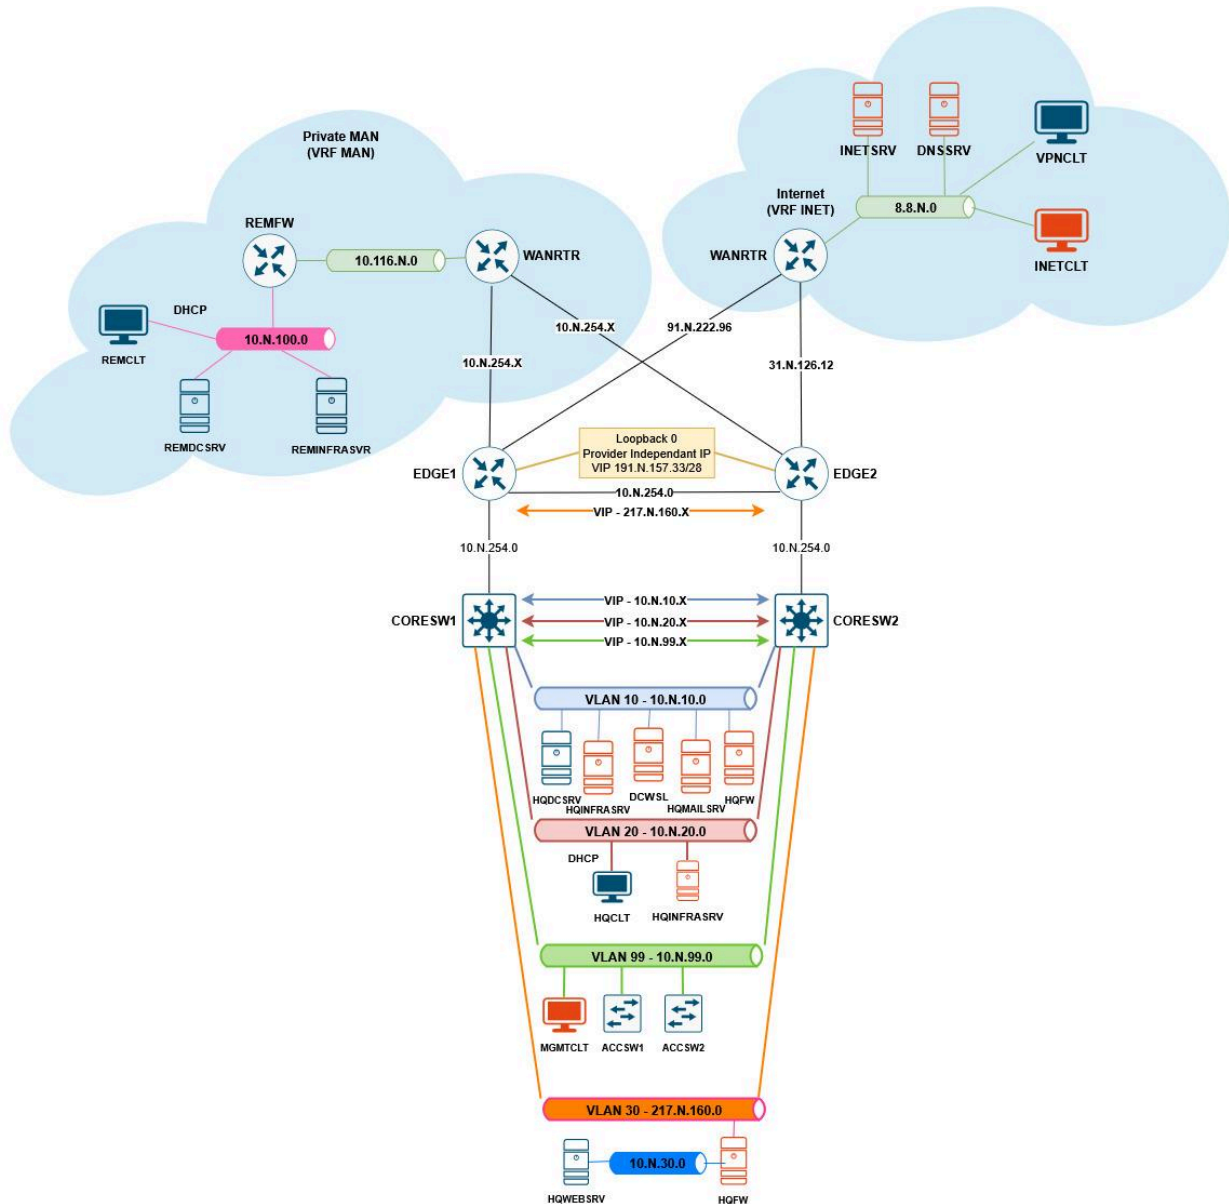 Private MAN
(VRF MAN)
INETSRV
DNSSRV
VPNCLT
Internet
(VRF INET)
8.8.N.0
REMFW
10.116.N.0
WANRTR
WANRTR
INETCLT
DHCP
10.N.100.0
REMCLT
10.N.254.X
91.N.222.96
10.N.254.X
31.N.126.12
REMDCSRV
REMINFRASVR
Loopback 0
Provider Independant IP
VIP 191.N.157.33/28
EDGE1
EDGE2
10.N.254.0
VIP - 217.N.160.X
10.N.254.0
10.N.254.0
VIP - 10.N.10.X
CORESW1
VIP - 10.N.20.X
CORESW2
VIP - 10.N.99.X
VLAN 10 - 10.N.10.0
HQDCSRV
HQINFRASRV
DCWSL
HQMAILSRV
HQFW
VLAN 20 - 10.N.20.0
DHCP
HQCLT
HQINFRASRV
VLAN 99 - 10.N.99.0
MGMTCLT
ACCSW1
ACCSW2
VLAN 30 - 217.N.160.0
10.N.30.0
HQWEBSRV
HQFW